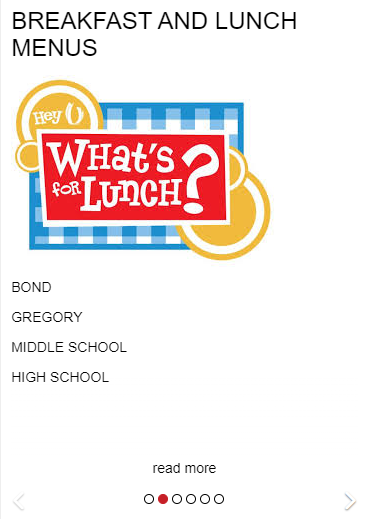 BREAKFAST AND LUNCH
MENUS
Hey U
WHAT'S
FOR LUNCH?
BOND
GREGORY
MIDDLE SCHOOL
HIGH SCHOOL
read more